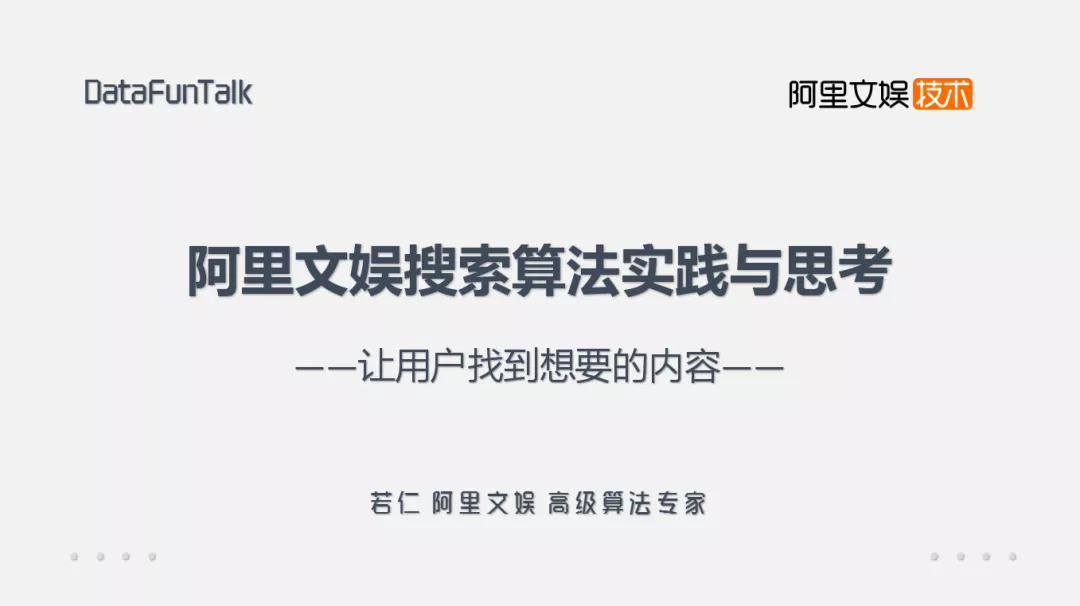 DataFunTalk
阿里文娱技术
阿里文娱搜索算法实践与思考
——让用户找到想要的内容——
若仁 阿里文娱 高级算法专家